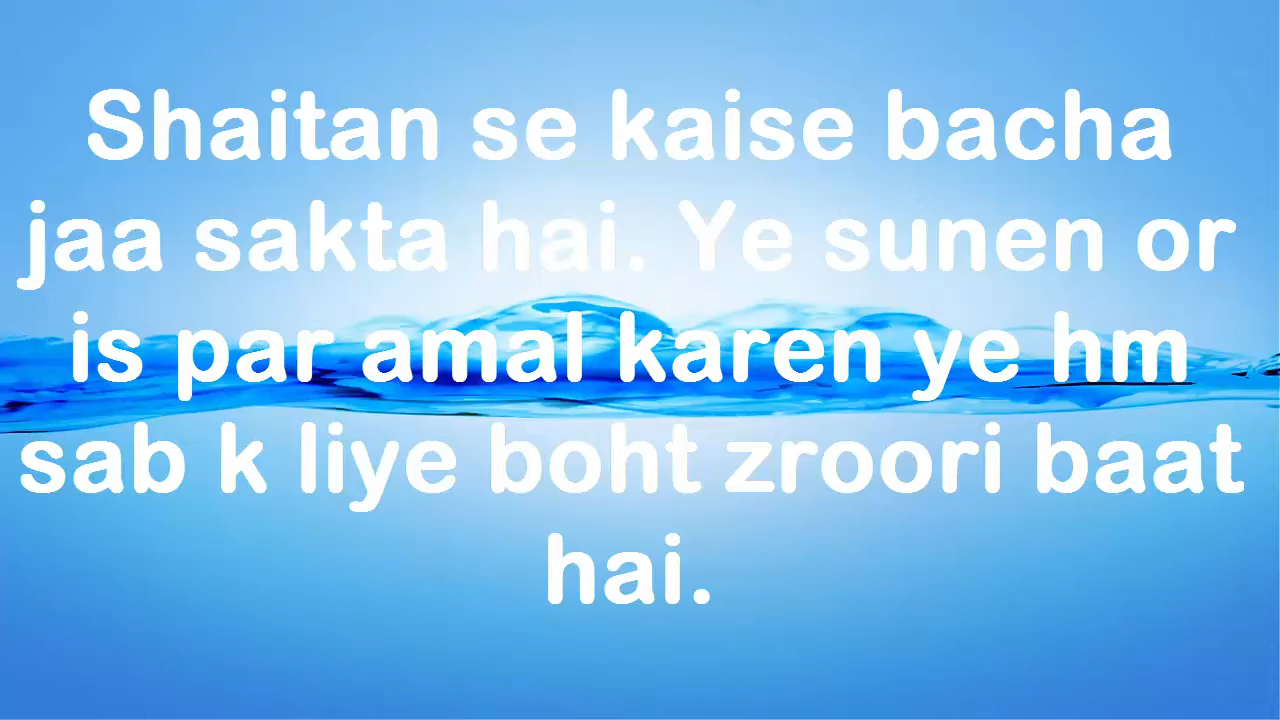 Shaitan se kaise bacha
jaa sakta hai. Ye sunen or
is par amal karen ye hm
sab k liye boht zroori baat
hai.